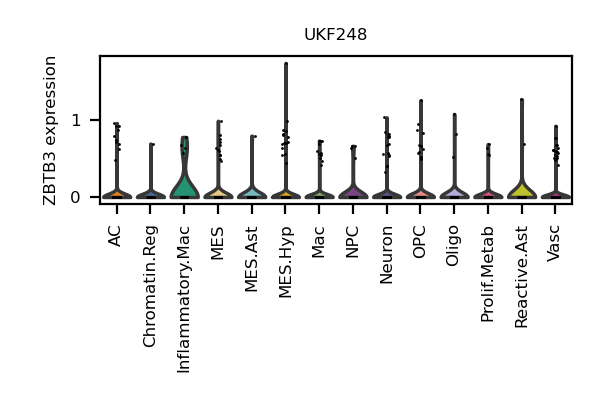 UKF248
ZBTB3 expression
1
0
AC
Chromatin.Reg
Inflammatory.Mac
MES
MES.Ast
MES.Hyp
Mac
NPC
Neuron
OPC
Oligo
Prolif.Metab
Reactive.Ast
Vasc